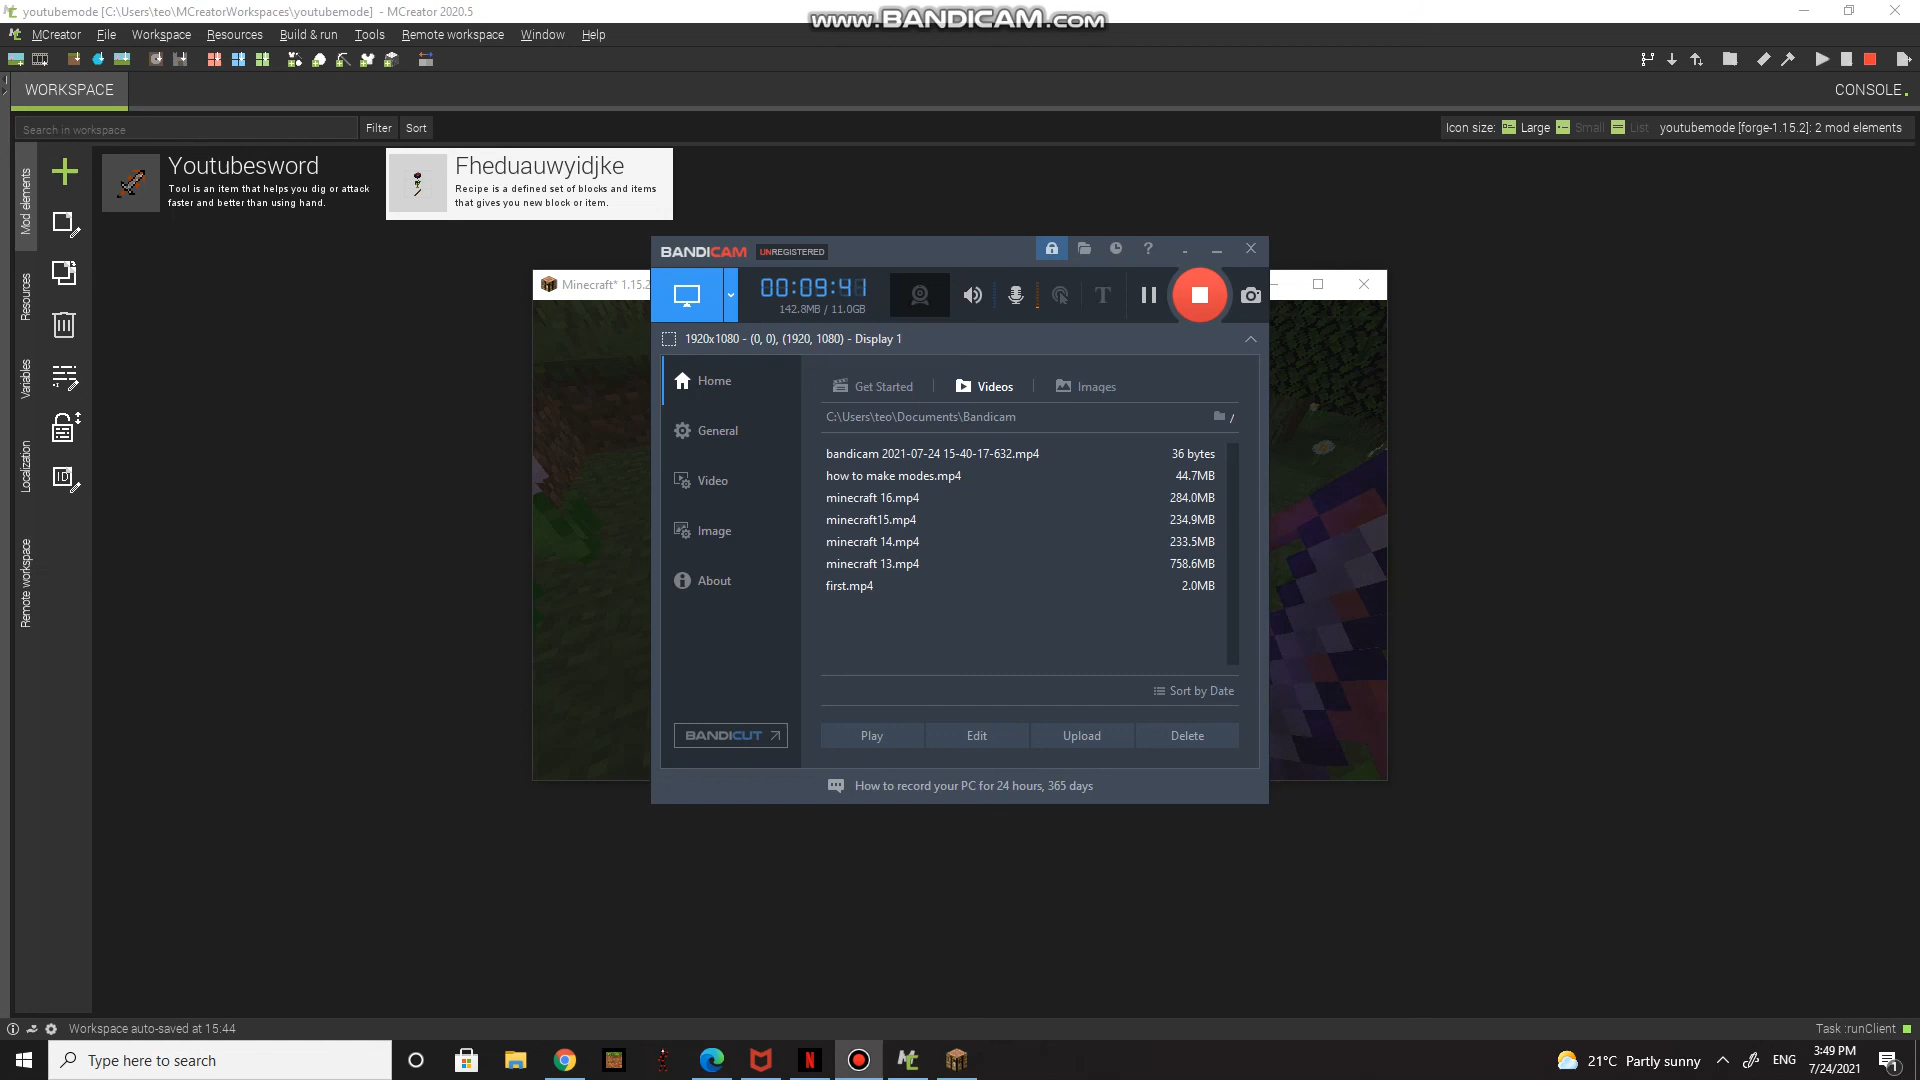 youtubemode [C:\Users\teo\MCreatorWorkspaces\youtubemode] - MCreator 2020.5
www.BANDICAM.com
MCreator File Workspace Resources Build & run Tools Remote workspace Window Help
WORKSPACE
CONSOLE
Search in workspace
Filter
Sort
Icon size: Large Small List youtubemode [forge-1.15.2]: 2 mod elements
Mod elements
Resources
Variables
Localization
Remote workspace
Youtubesword
Tool is an item that helps you dig or attack
faster and better than using hand.
Fheduauwyidjke
Recipe is a defined set of blocks and items
that gives you new block or item.
Minecraft* 1.15.2
BANDICAM UNREGISTERED
00:09:41
142.8MB / 11.0GB
1920x1080 - (0, 0), (1920, 1080) - Display 1
Home
General
Video
Image
About
BANDICUT
Get Started
Videos
Images
C:\Users\teo\Documents\Bandicam
bandicam 2021-07-24 15-40-17-632.mp4 36 bytes
how to make modes.mp4 44.7MB
minecraft 16.mp4 284.0MB
minecraft15.mp4 234.9MB
minecraft 14.mp4 233.5MB
minecraft 13.mp4 758.6MB
first.mp4 2.0MB
Sort by Date
Play Edit Upload Delete
How to record your PC for 24 hours, 365 days
Workspace auto-saved at 15:44
Task :runClient
Type here to search
21°C Partly sunny
ENG
3:49 PM
7/24/2021
1